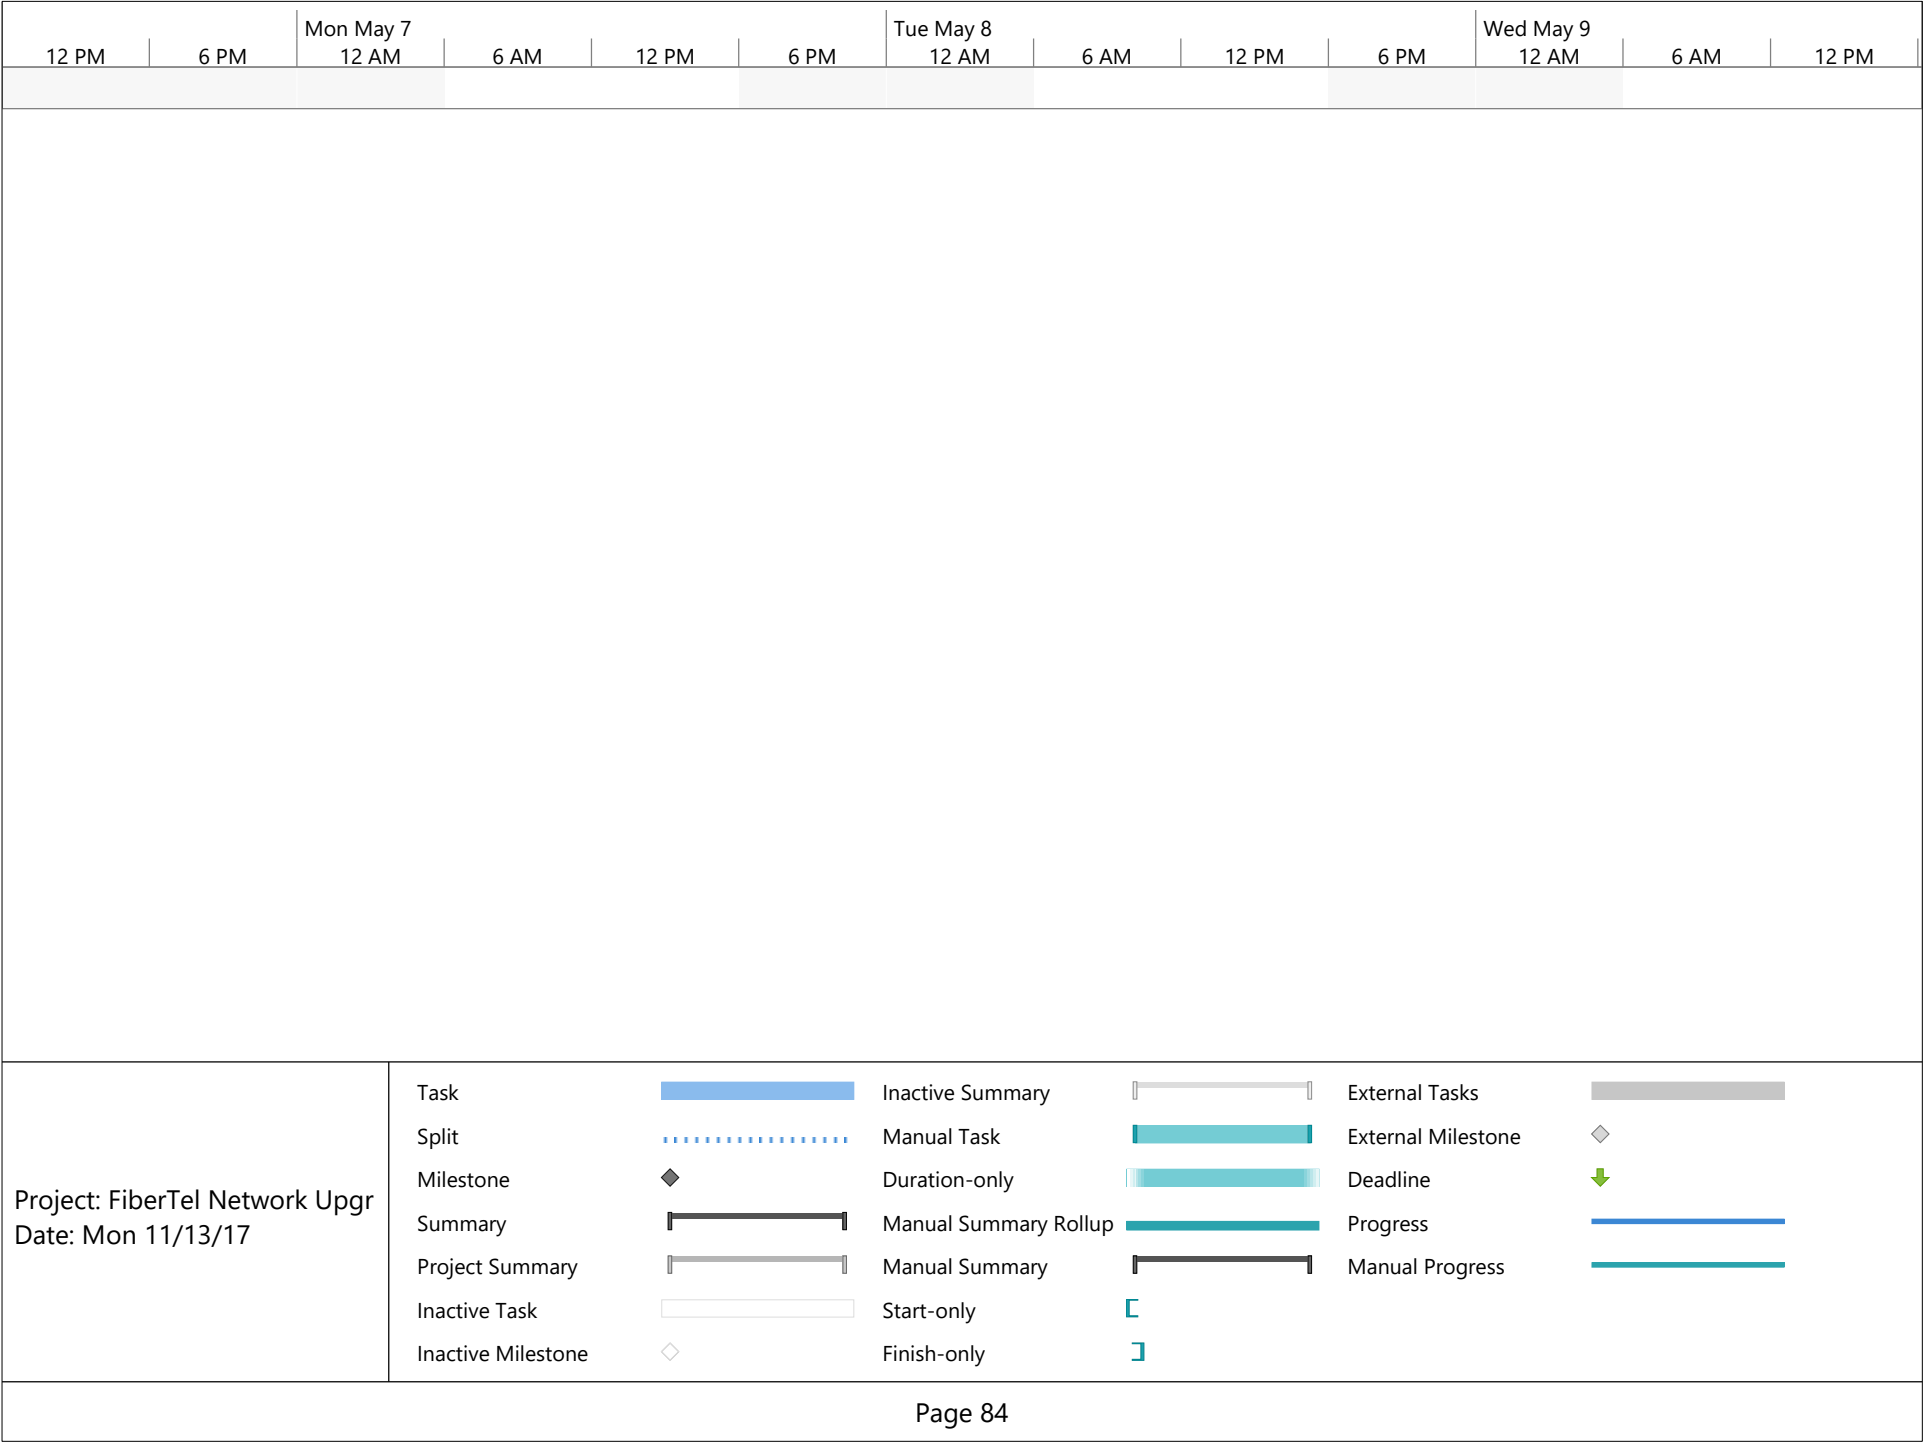 Mon May 7 Tue May 8 Wed May 9
12 PM 6 PM 12 AM 6 AM 12 PM 6 PM 12 AM 6 AM 12 PM 6 PM 12 AM 6 AM 12 PM
Project: FiberTel Network Upgr
Date: Mon 11/13/17
Task
Split
Milestone
Summary
Project Summary
Inactive Task
Inactive Milestone
Inactive Summary
Manual Task
Duration-only
Manual Summary Rollup
Manual Summary
Start-only
Finish-only
External Tasks
External Milestone
Deadline
Progress
Manual Progress
Page 84